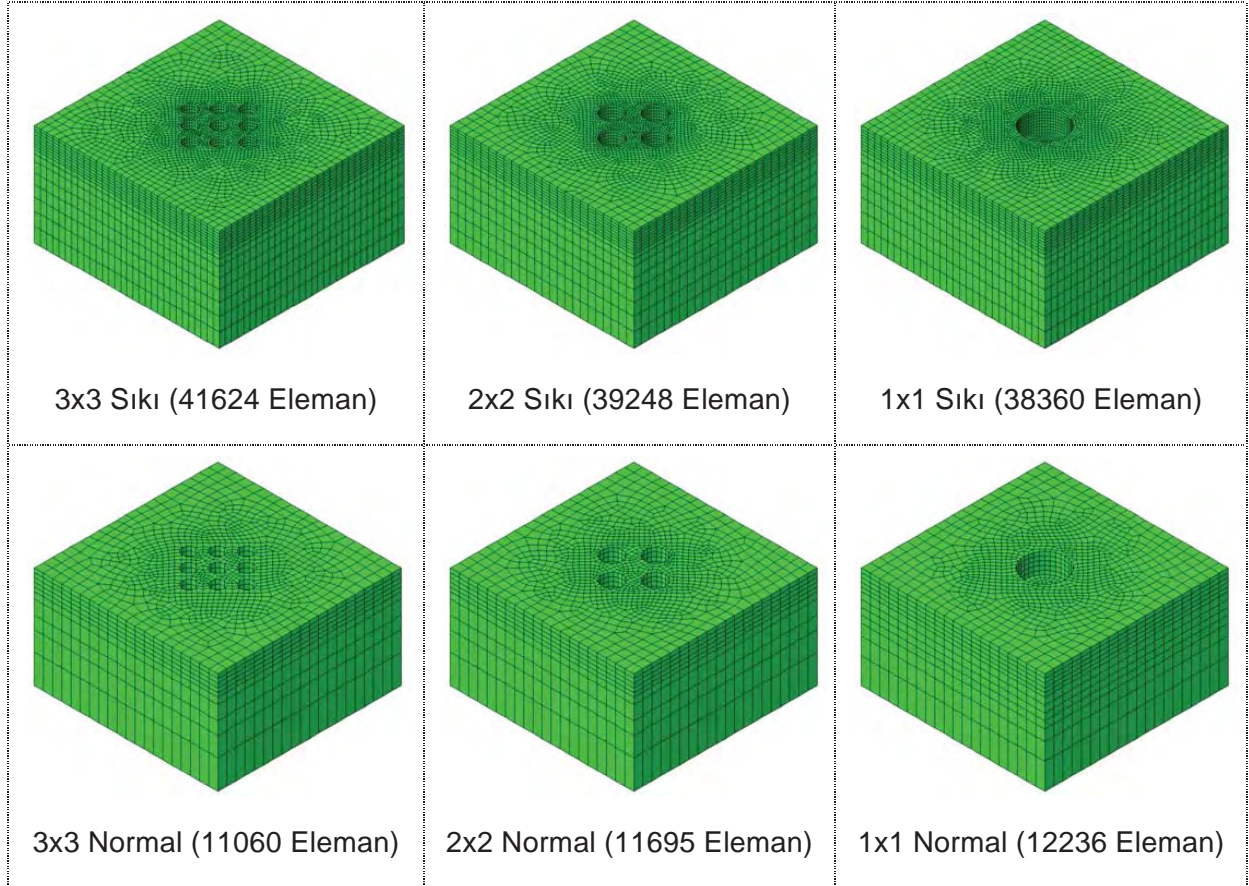 3x3 Sıkı (41624 Eleman)
2x2 Sıkı (39248 Eleman)
1x1 Sıkı (38360 Eleman)
3x3 Normal (11060 Eleman)
2x2 Normal (11695 Eleman)
1x1 Normal (12236 Eleman)